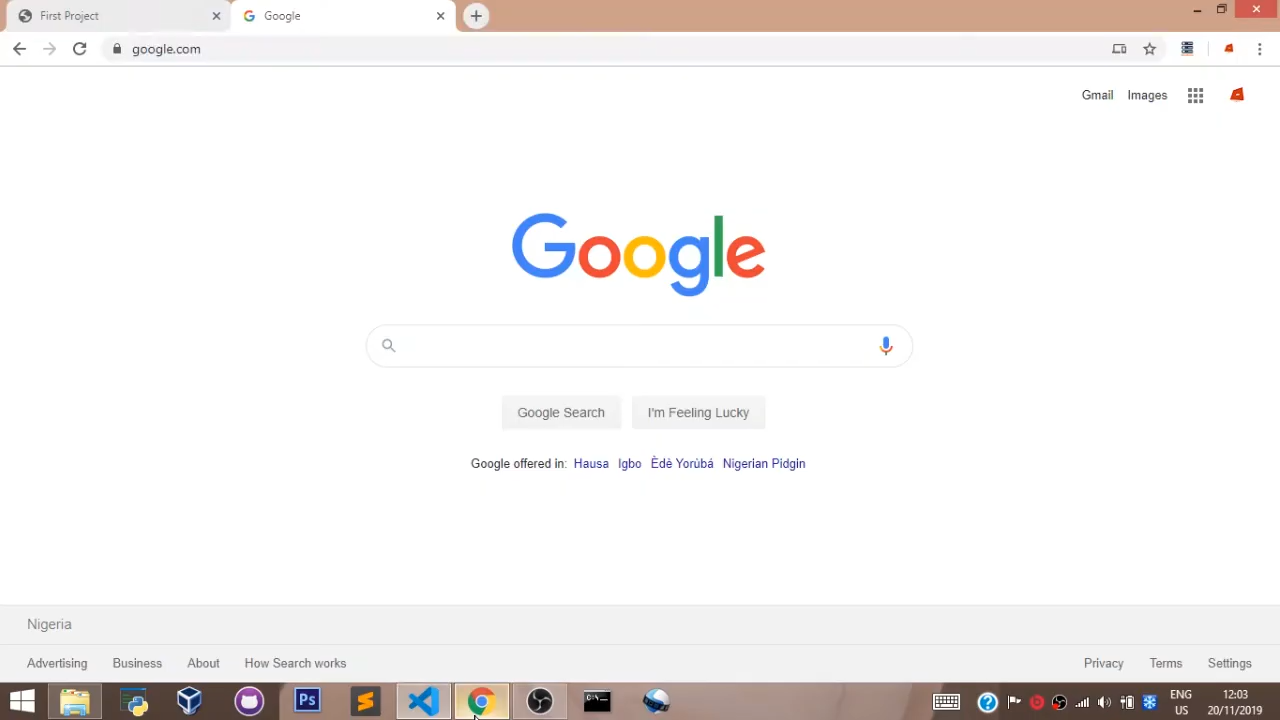 First Project
Google
google.com
Gmail Images
Google
Google Search I'm Feeling Lucky
Google offered in: Hausa Igbo Èdè Yorùbá Nigerian Pidgin
Nigeria
Advertising Business About How Search works Privacy Terms Settings
Ps
ENG 12:03
US 20/11/2019